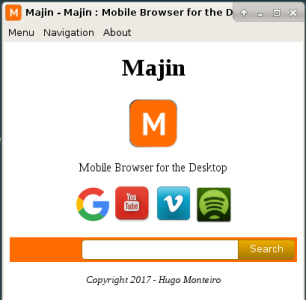 M Majin - Majin : Mobile Browser for the D
Menu Navigation About
Majin
M
Mobile Browser for the Desktop
G You Tube V
Search
Copyright 2017 - Hugo Monteiro